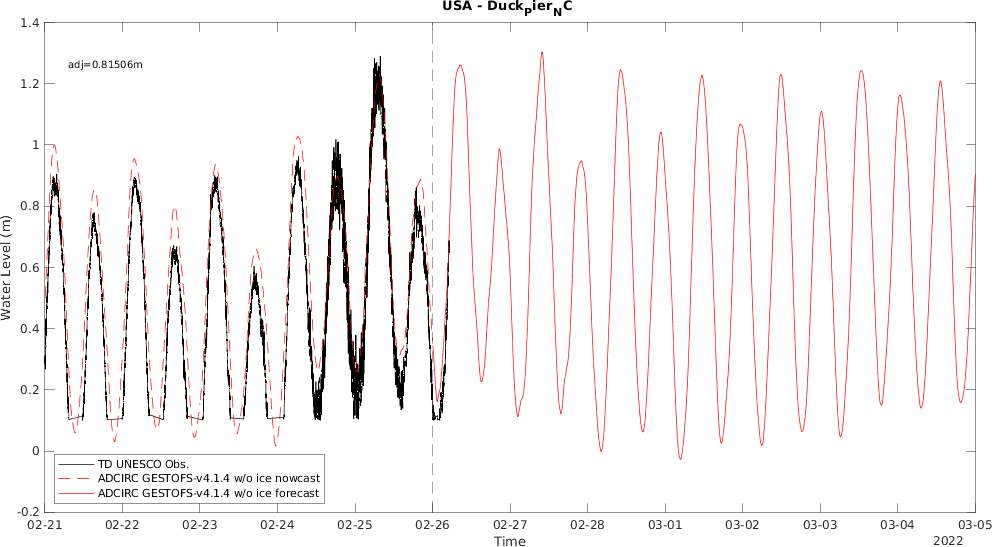 USA - Duck_Pier_NC
adj=0.81506m
1.4
1.2
1
0.8
0.6
0.4
0.2
0
-0.2
Water Level (m)
TD UNESCO Obs.
ADCIRC GESTOFS-v4.1.4 w/o ice nowcast
ADCIRC GESTOFS-v4.1.4 w/o ice forecast
02-21 02-22 02-23 02-24 02-25 02-26 02-27 02-28 03-01 03-02 03-03 03-04 03-05
Time
2022